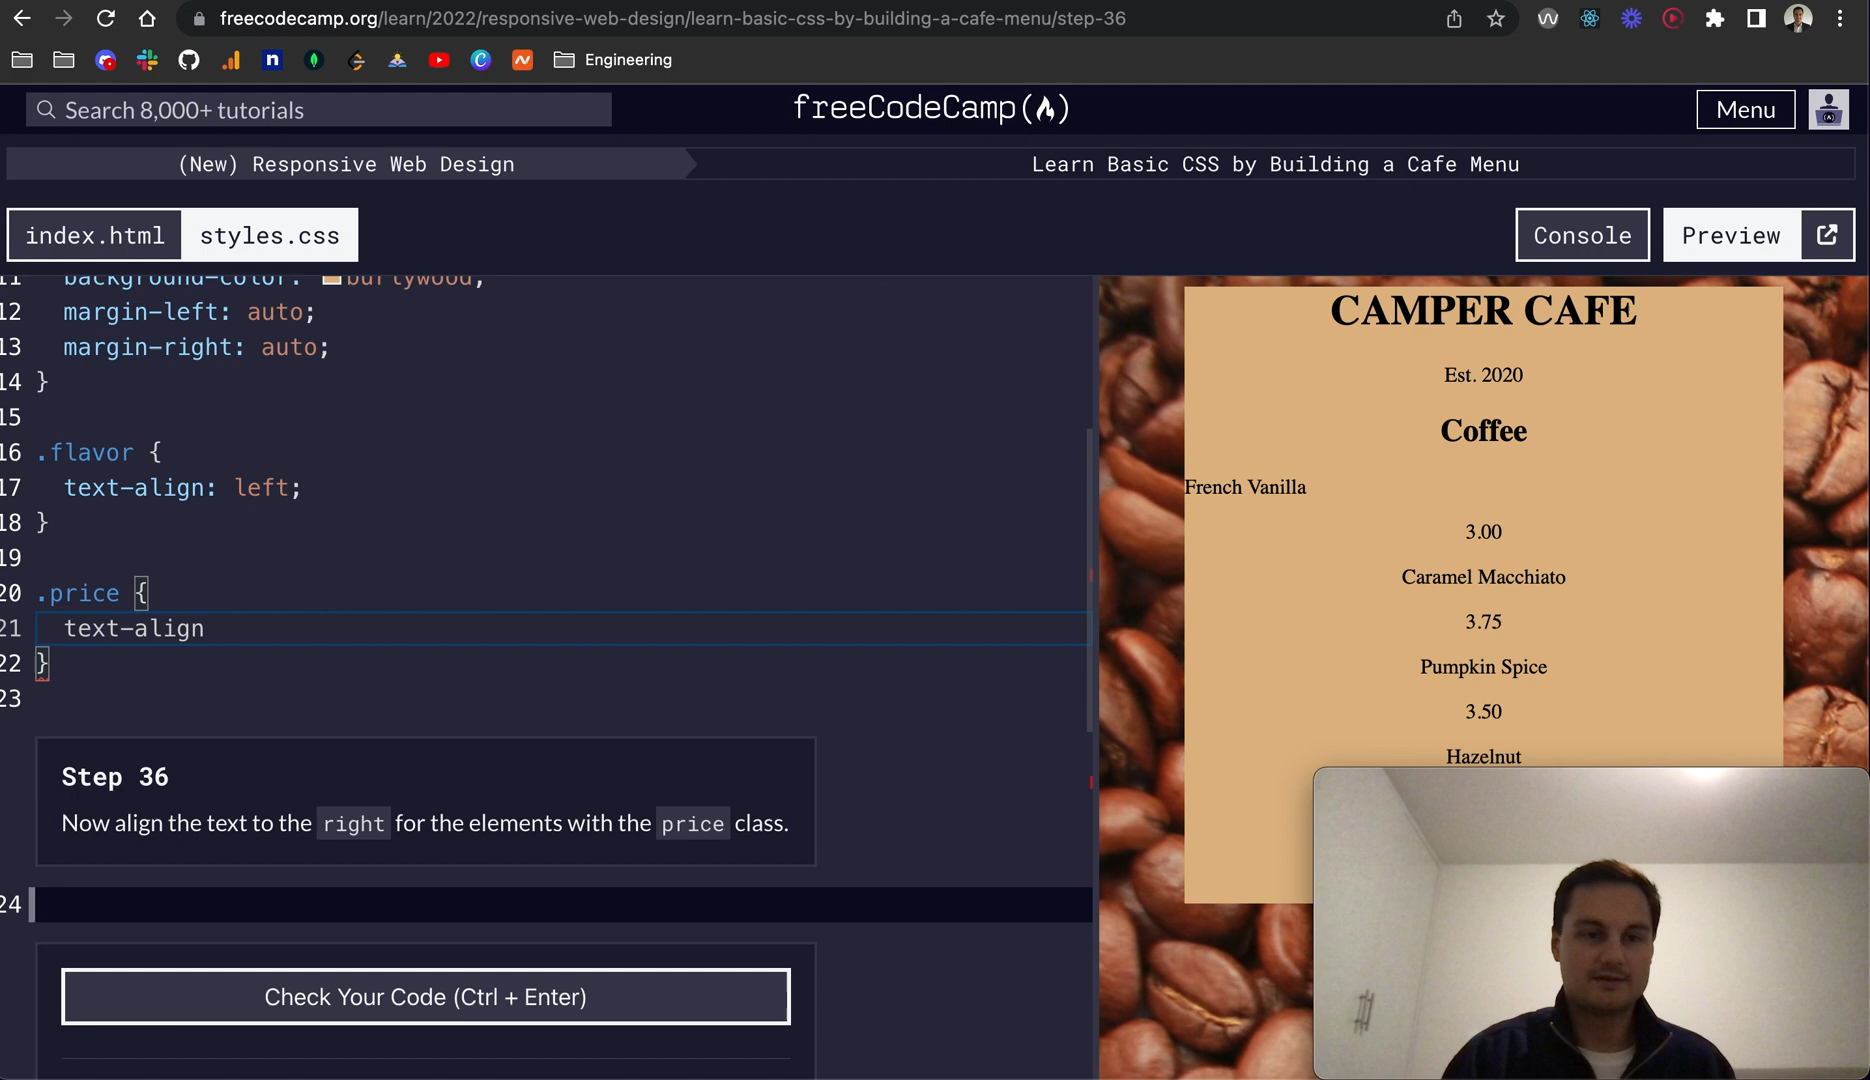 freecodecamp.org/learn/2022/responsive-web-design/learn-basic-css-by-building-a-cafe-menu/step-36
Engineering
Search 8,000+ tutorials
freeCodeCamp(🔥)
Menu
(New) Responsive Web Design
Learn Basic CSS by Building a Cafe Menu
index.html
styles.css
Console
Preview
11 background-color: burlywood;
12 margin-left: auto;
13 margin-right: auto;
14 }
15
16 .flavor {
17 text-align: left;
18 }
19
20 .price {
21 text-align
22 }
23
Step 36
Now align the text to the right for the elements with the price class.
24
Check Your Code (Ctrl + Enter)
CAMPER CAFE
Est. 2020
Coffee
French Vanilla
3.00
Caramel Macchiato
3.75
Pumpkin Spice
3.50
Hazelnut